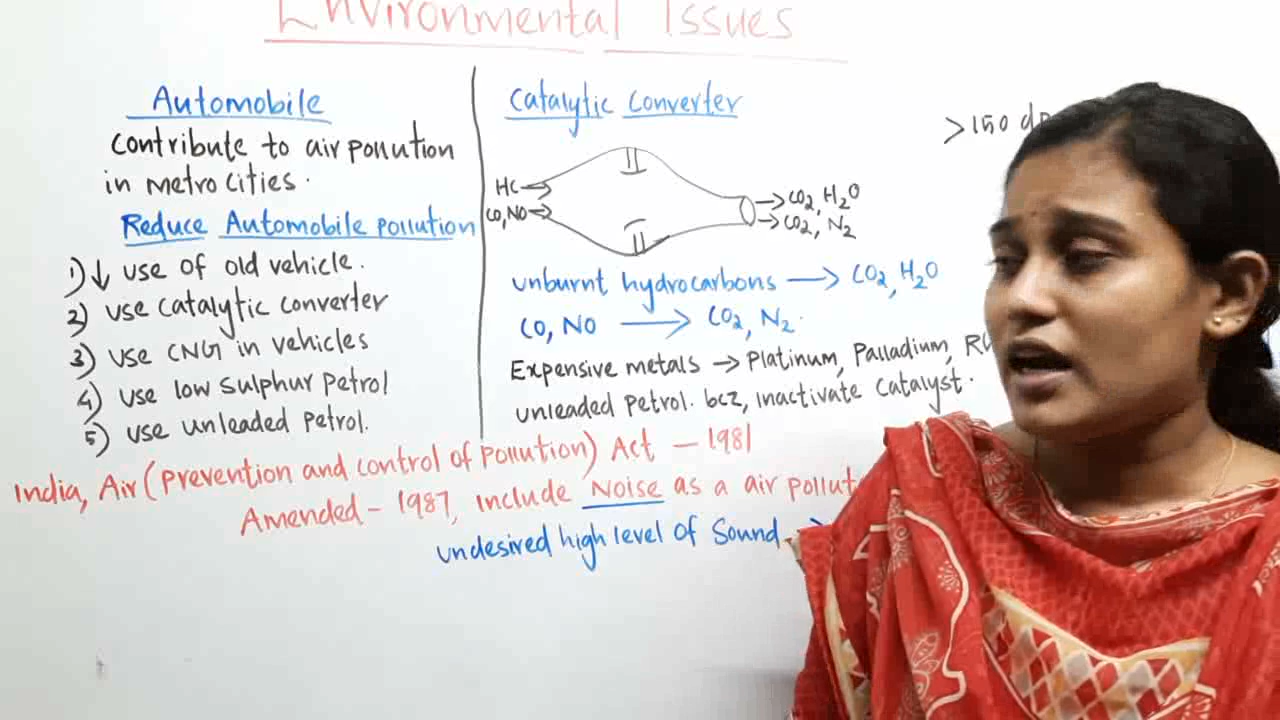 Environmental Issues
Automobile
contribute to air pollution
in metro cities.
Reduce Automobile pollution
1) ↓ use of old vehicle.
2) use catalytic converter
3) use CNG in vehicles
4) use low sulphur petrol
5) use unleaded petrol.
Catalytic Converter
HC →
CO, NO →
→ CO2, H2O
→ CO2, N2
unburnt hydrocarbons → CO2, H2O
CO, NO → CO2, N2.
Expensive metals → Platinum, Palladium,
unleaded petrol. bcz, inactivate catalyst.
>150
India, Air (prevention and control of pollution) Act – 1981
Amended – 1987, include Noise as a air
undesired high level of Sound